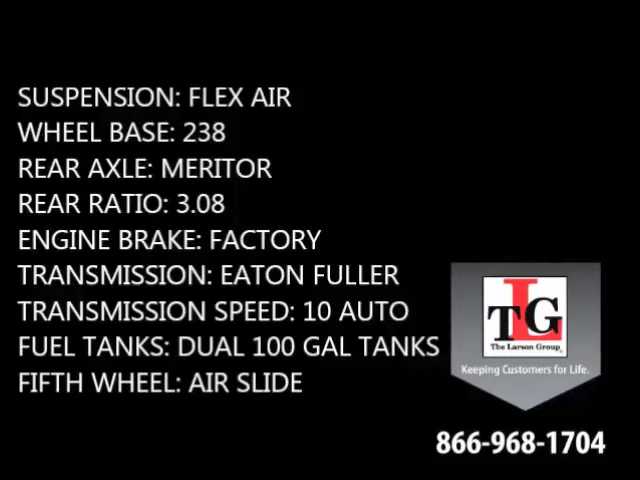 SUSPENSION: FLEX AIR
WHEEL BASE: 238
REAR AXLE: MERITOR
REAR RATIO: 3.08
ENGINE BRAKE: FACTORY
TRANSMISSION: EATON FULLER
TRANSMISSION SPEED: 10 AUTO
FUEL TANKS: DUAL 100 GAL TANKS
FIFTH WHEEL: AIR SLIDE
TLG
The Larson Group
Keeping Customers for Life.
866-968-1704